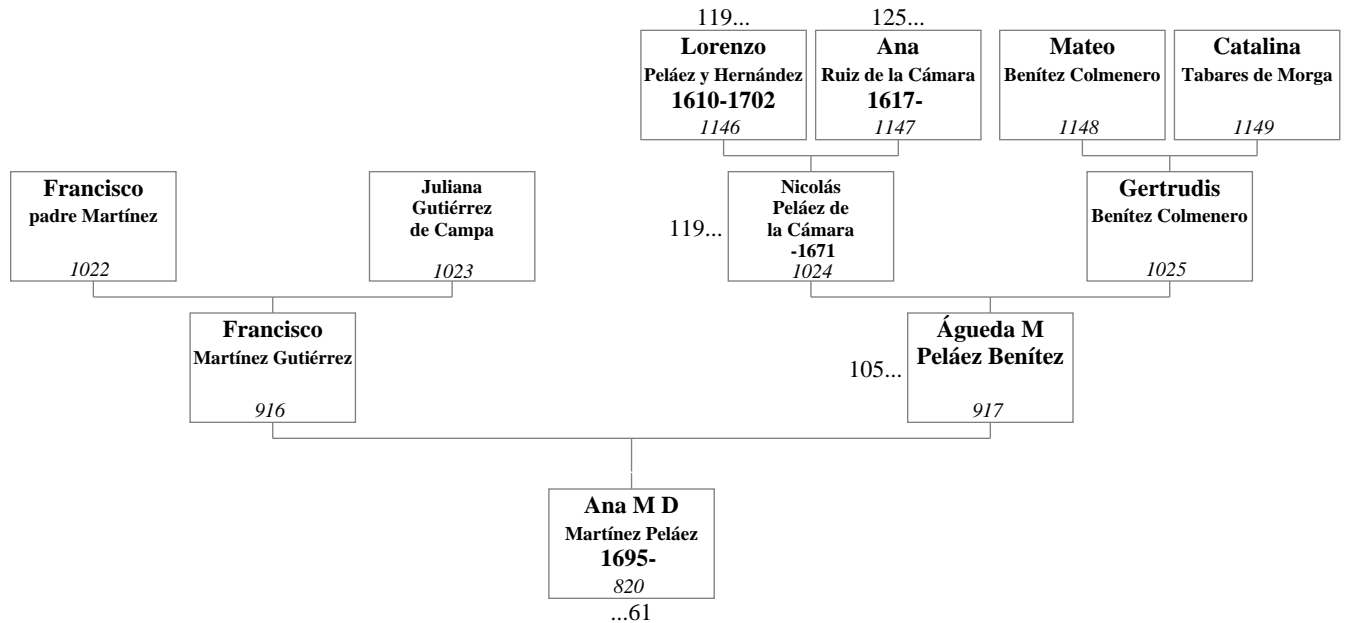 119...
125...
Lorenzo
Peláez y Hernández
1610-1702
1146
Ana
Ruiz de la Cámara
1617-
1147
Mateo
Benítez Colmenero
1148
Catalina
Tabares de Morga
1149
Francisco
padre Martínez
1022
Juliana
Gutiérrez
de Campa
1023
119...
Nicolás
Peláez de
la Cámara
-1671
1024
Gertrudis
Benítez Colmenero
1025
Francisco
Martínez Gutiérrez
916
105...
Águeda M
Peláez Benítez
917
Ana M D
Martínez Peláez
1695-
820
...61